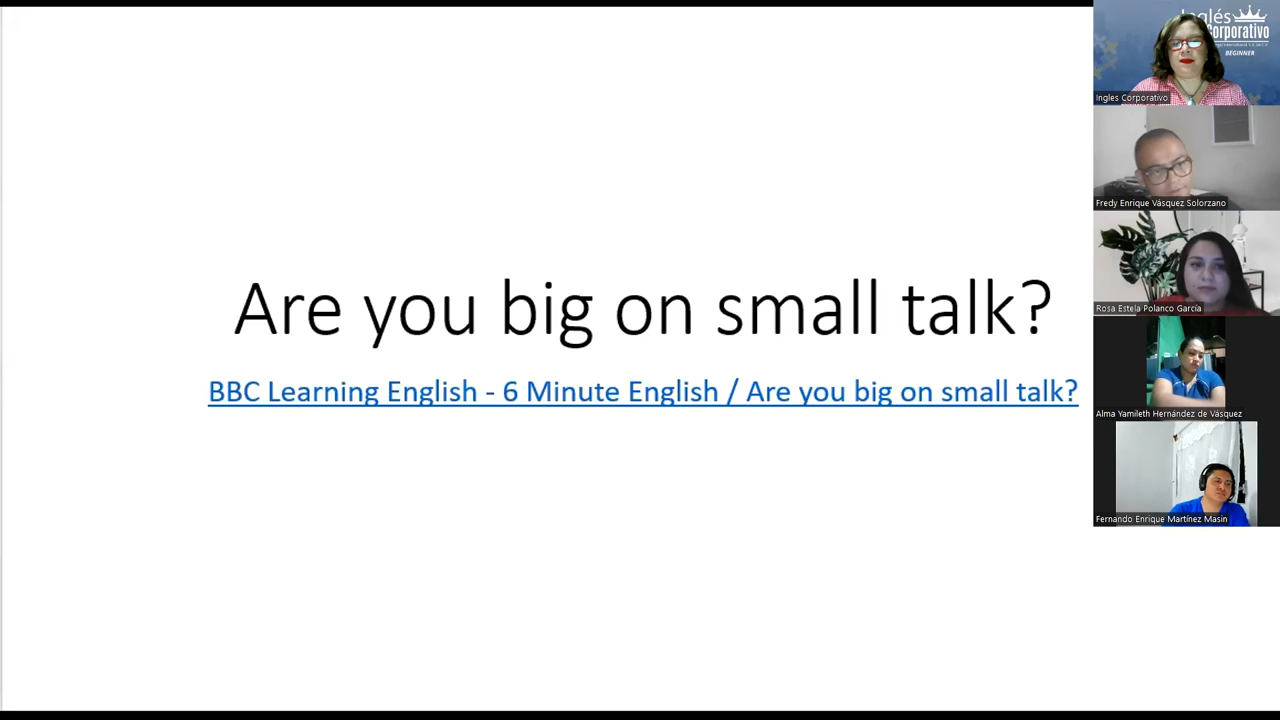 Are you big on small talk?
BBC Learning English - 6 Minute English / Are you big on small talk?
Inglés
Corporativo
BEGINNER
Ingles Corporativo
Fredy Enrique Vásquez Solorzano
Rosa Estela Polanco García
Alma Yamileth Hernández de Vásquez
Fernando Enrique Martínez Masin